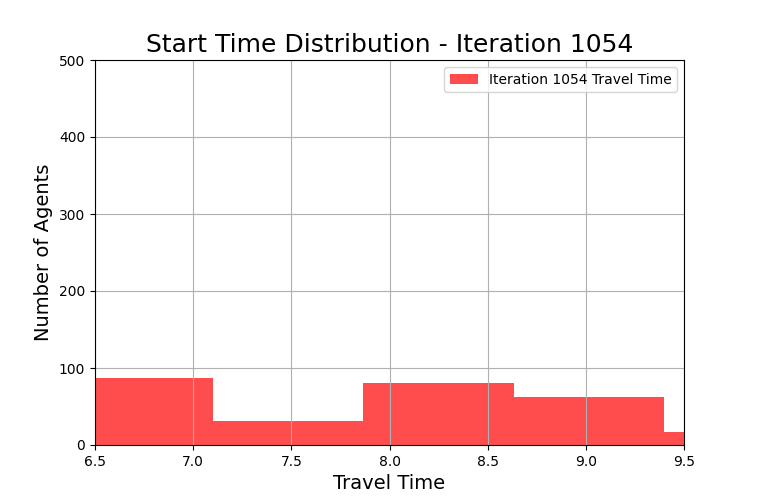 Start Time Distribution - Iteration 1054
Iteration 1054 Travel Time
Number of Agents
500
400
300
200
100
0
6.5 7.0 7.5 8.0 8.5 9.0 9.5
Travel Time